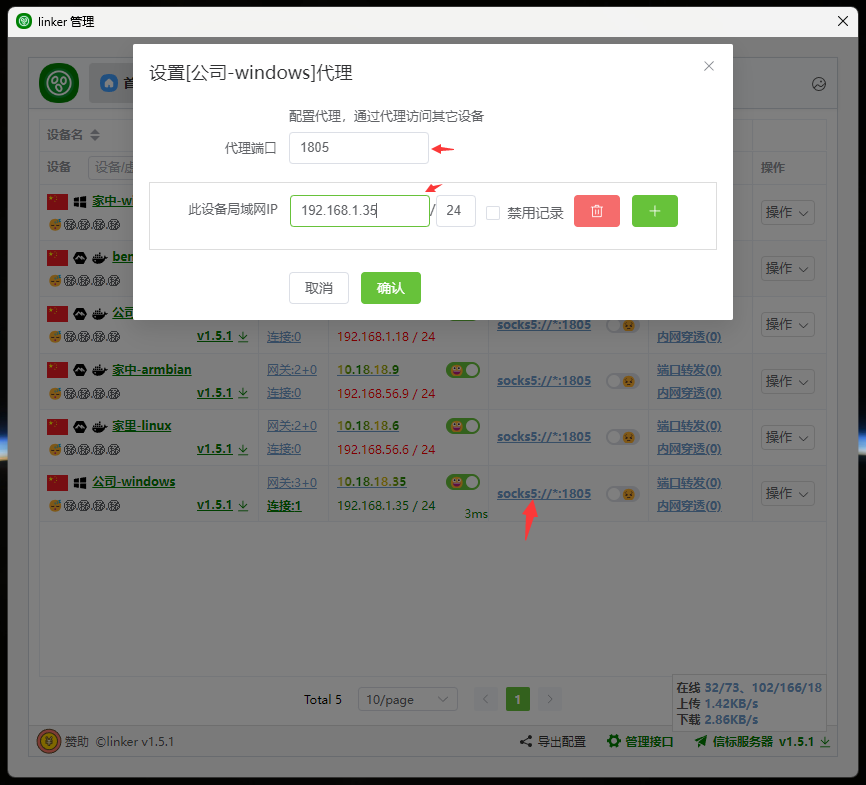 linker 管理
设置[公司-windows]代理
配置代理，通过代理访问其它设备
代理端口 1805
此设备局域网IP 192.168.1.35 / 24 禁用记录
取消 确认
首
设备名
设备 设备/虚 操作
家中-w 操作
ben 操作
公司 socks5://*:1805 操作
v1.5.1 连接:0 192.168.1.18 / 24 内网穿透(0)
家中-armbian 网关:2+0 10.18.18.9 socks5://*:1805 端口转发(0) 操作
v1.5.1 连接:0 192.168.56.9 / 24 内网穿透(0)
家里-linux 网关:2+0 10.18.18.6 socks5://*:1805 端口转发(0) 操作
v1.5.1 连接:0 192.168.56.6 / 24 内网穿透(0)
公司-windows 网关:3+0 10.18.18.35 socks5://*:1805 端口转发(0) 操作
v1.5.1 连接:1 192.168.1.35 / 24 3ms 内网穿透(0)
Total 5 10/page 1
在线 32/73、102/166/18
上传 1.42KB/s
下载 2.86KB/s
赞助 ©linker v1.5.1 导出配置 管理接口 信标服务器 v1.5.1